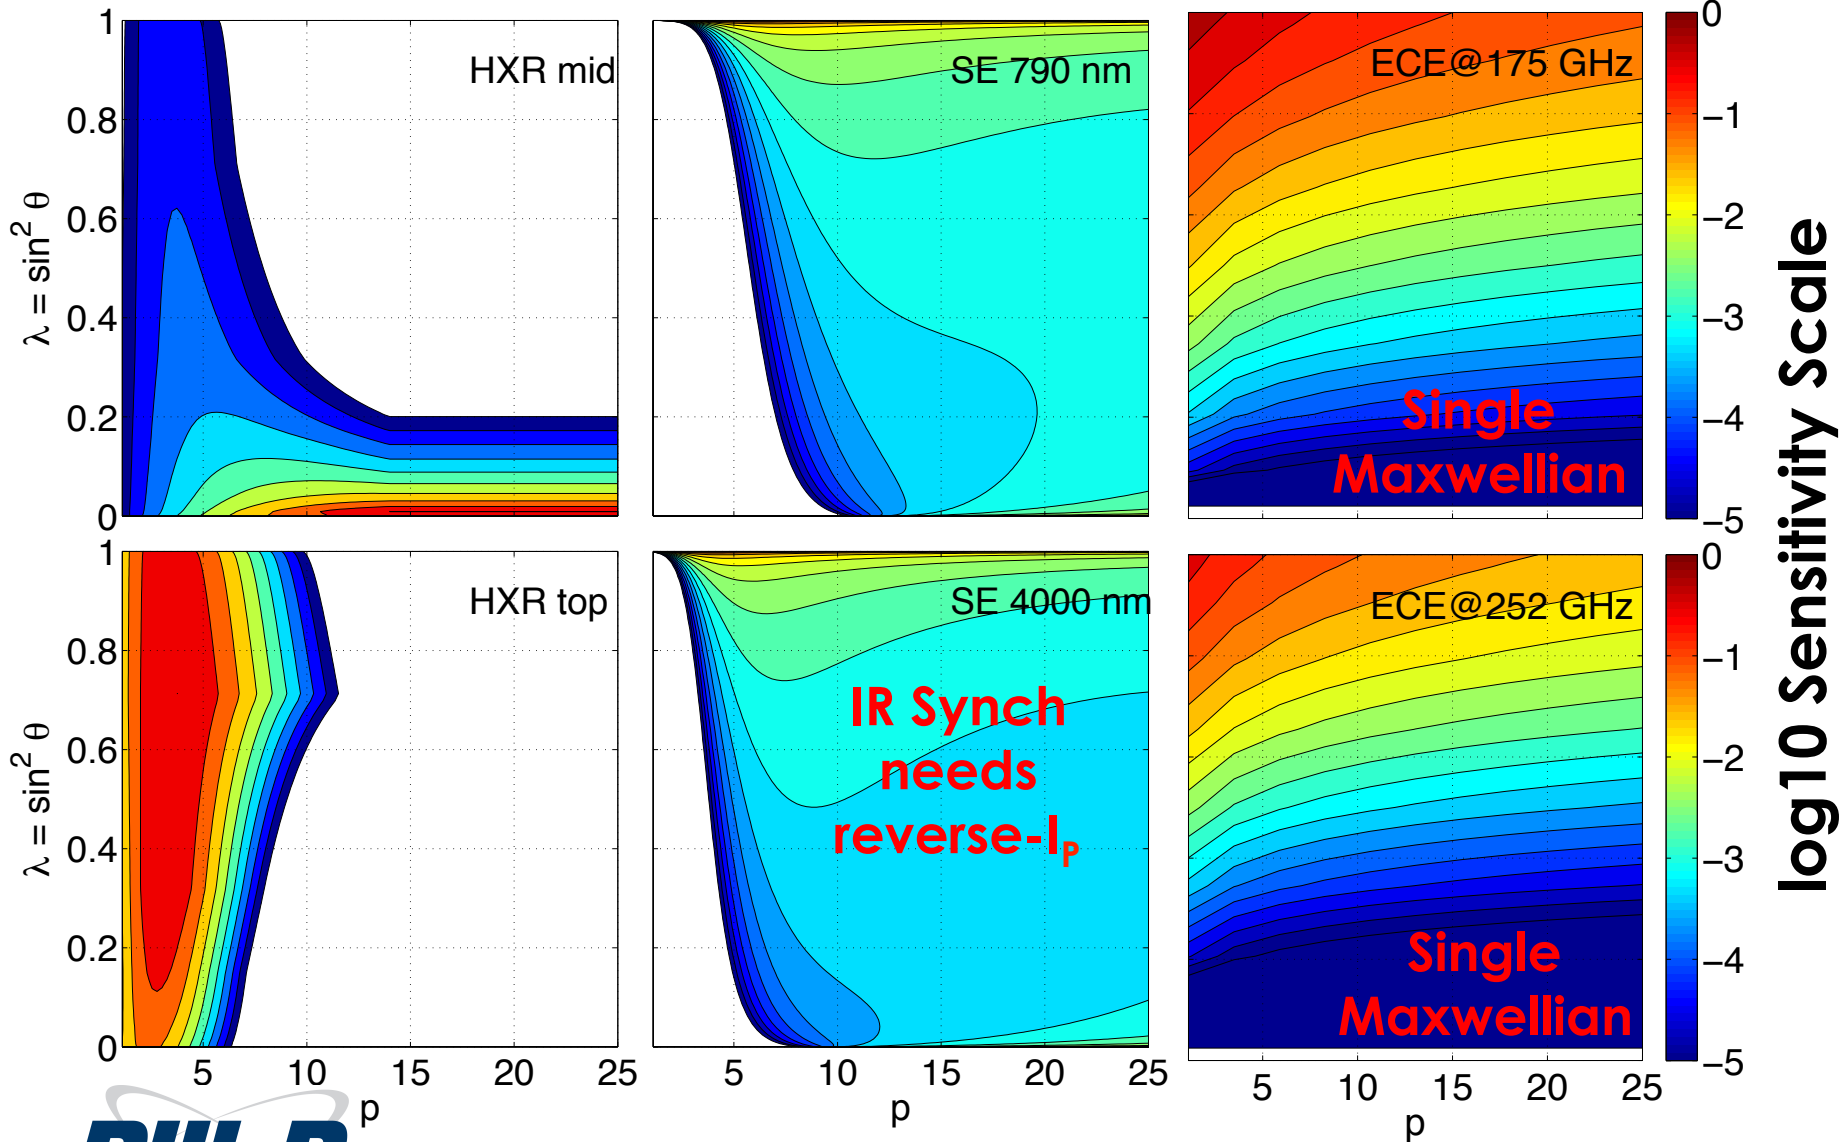 HXR mid
SE 790 nm
ECE@175 GHz
Single
Maxwellian
λ = sin² θ
1
0.8
0.6
0.4
0.2
0
0
−1
−2
−3
−4
−5
HXR top
SE 4000 nm
ECE@252 GHz
IR Synch
needs
reverse-IP
Single
Maxwellian
λ = sin² θ
1
0.8
0.6
0.4
0.2
0
5 10 15 20 25
p
5 10 15 20 25
p
5 10 15 20 25
p
0
−1
−2
−3
−4
−5
log10 Sensitivity Scale